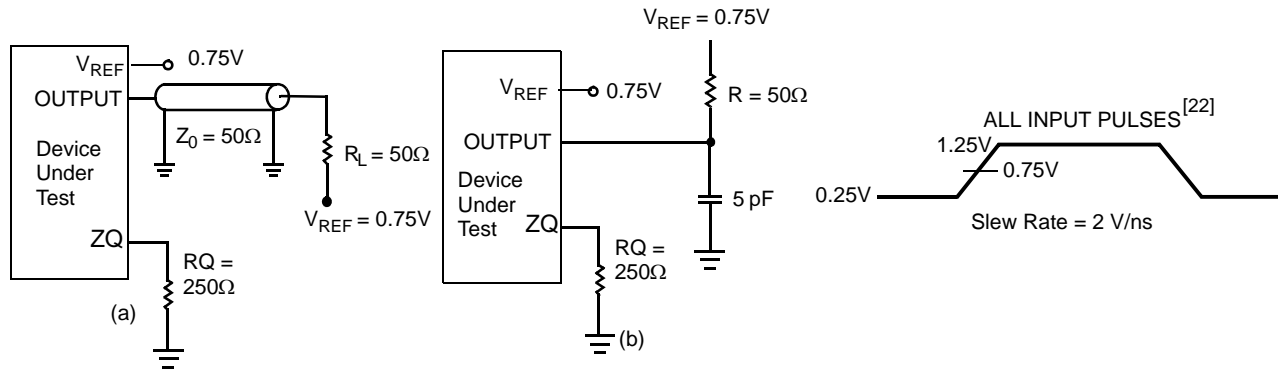 V_REF
0.75V
OUTPUT
Z_0 = 50Ω
Device
Under
Test
R_L = 50Ω
V_REF = 0.75V
ZQ
RQ =
250Ω
(a)
V_REF = 0.75V
R = 50Ω
V_REF
0.75V
OUTPUT
Device
Under
Test
5 pF
ZQ
RQ =
250Ω
(b)
ALL INPUT PULSES[22]
1.25V
0.75V
0.25V
Slew Rate = 2 V/ns